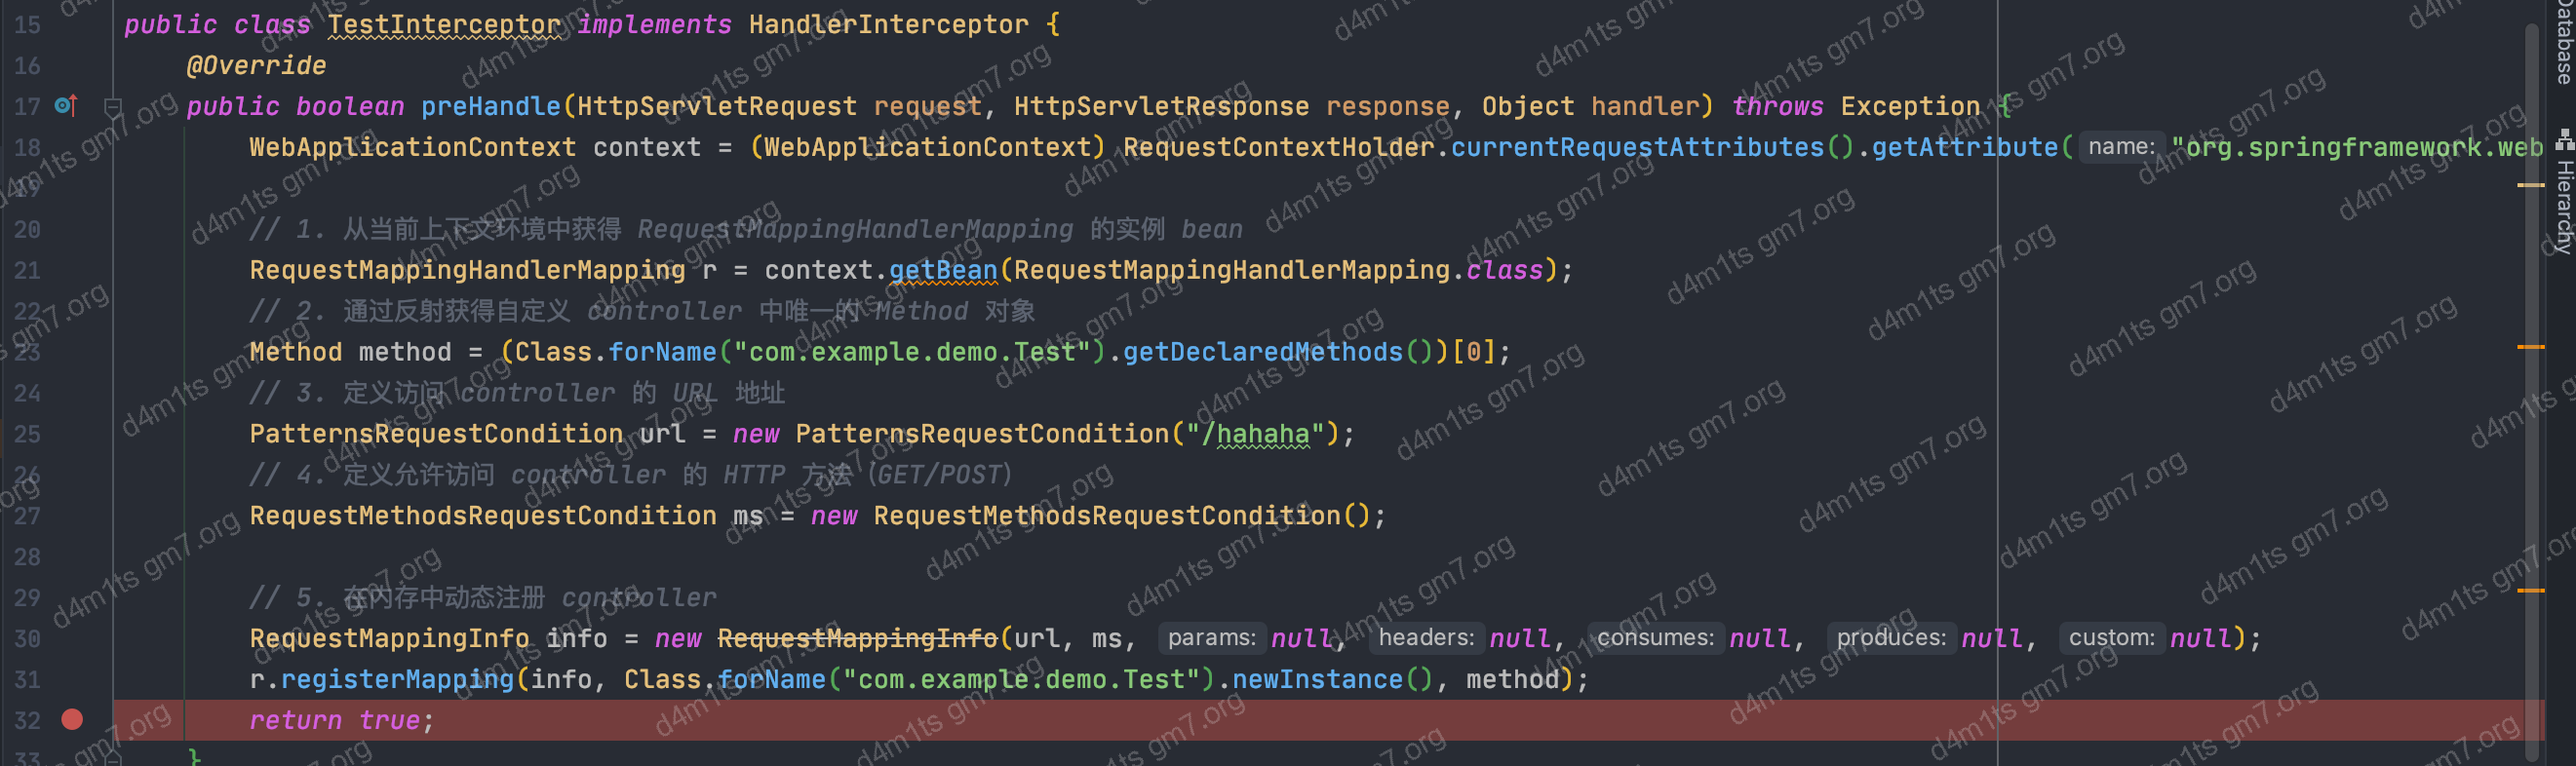 15 public class TestInterceptor implements HandlerInterceptor {
16 @Override
17 public boolean preHandle(HttpServletRequest request, HttpServletResponse response, Object handler) throws Exception {
18 WebApplicationContext context = (WebApplicationContext) RequestContextHolder.currentRequestAttributes().getAttribute( name: "org.springframework.web
19
20 // 1. 从当前上下文环境中获得 RequestMappingHandlerMapping 的实例 bean
21 RequestMappingHandlerMapping r = context.getBean(RequestMappingHandlerMapping.class);
22 // 2. 通过反射获得自定义 controller 中唯一的 Method 对象
23 Method method = (Class.forName("com.example.demo.Test").getDeclaredMethods())[0];
24 // 3. 定义访问 controller 的 URL 地址
25 PatternsRequestCondition url = new PatternsRequestCondition("/hahaha");
26 // 4. 定义允许访问 controller 的 HTTP 方法（GET/POST）
27 RequestMethodsRequestCondition ms = new RequestMethodsRequestCondition();
28
29 // 5. 在内存中动态注册 controller
30 RequestMappingInfo info = new RequestMappingInfo(url, ms, params: null, headers: null, consumes: null, produces: null, custom: null);
31 r.registerMapping(info, Class.forName("com.example.demo.Test").newInstance(), method);
32 return true;
33 }
Database
Hierarchy
d4m1ts gm7.org